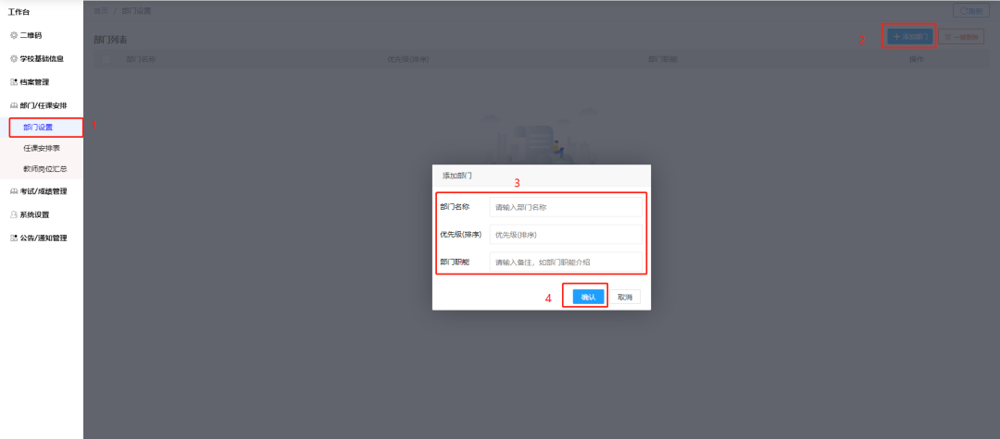 工作台
二维码
学校基础信息
档案管理
部门/任课安排
部门设置
1
任课安排表
教师岗位汇总
考试/成绩管理
系统设置
公告/通知管理
首页 / 部门设置
部门列表
2
+ 添加部门
部门名称
优先级(排序)
部门职能
操作
添加部门
3
部门名称
请输入部门名称
优先级(排序)
优先级(排序)
部门职能
请输入备注，如部门职能介绍
4
确认
取消